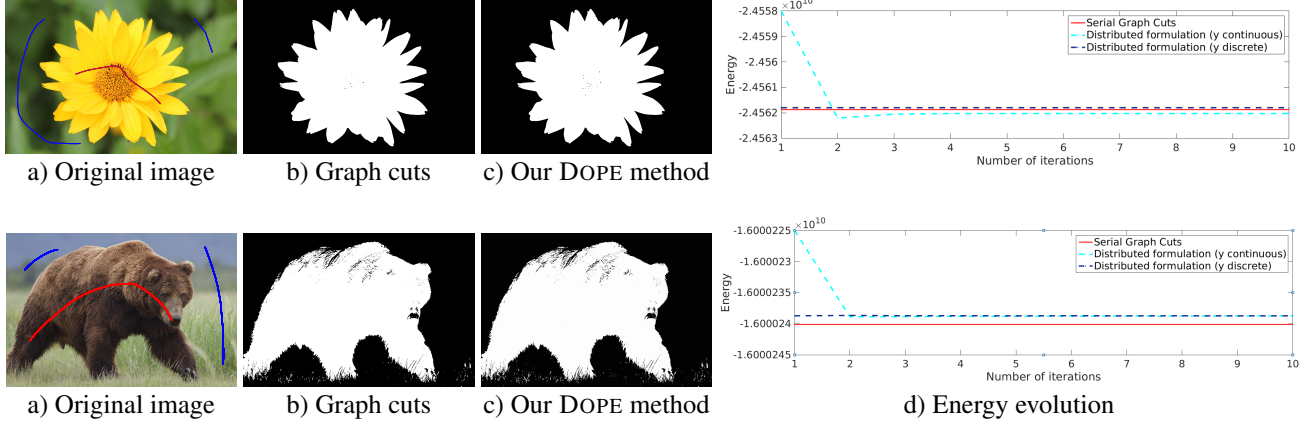 ×10^10
-2.4558
-2.4559
-2.456
-2.4561
-2.4562
-2.4563
Energy
Serial Graph Cuts
Distributed formulation (y continuous)
Distributed formulation (y discrete)
1 2 3 4 5 6 7 8 9 10
Number of iterations
a) Original image b) Graph cuts c) Our DOPE method
×10^10
-1.6000225
-1.600023
-1.6000235
-1.600024
-1.6000245
Energy
Serial Graph Cuts
Distributed formulation (y continuous)
Distributed formulation (y discrete)
1 2 3 4 5 6 7 8 9 10
Number of iterations
a) Original image b) Graph cuts c) Our DOPE method d) Energy evolution